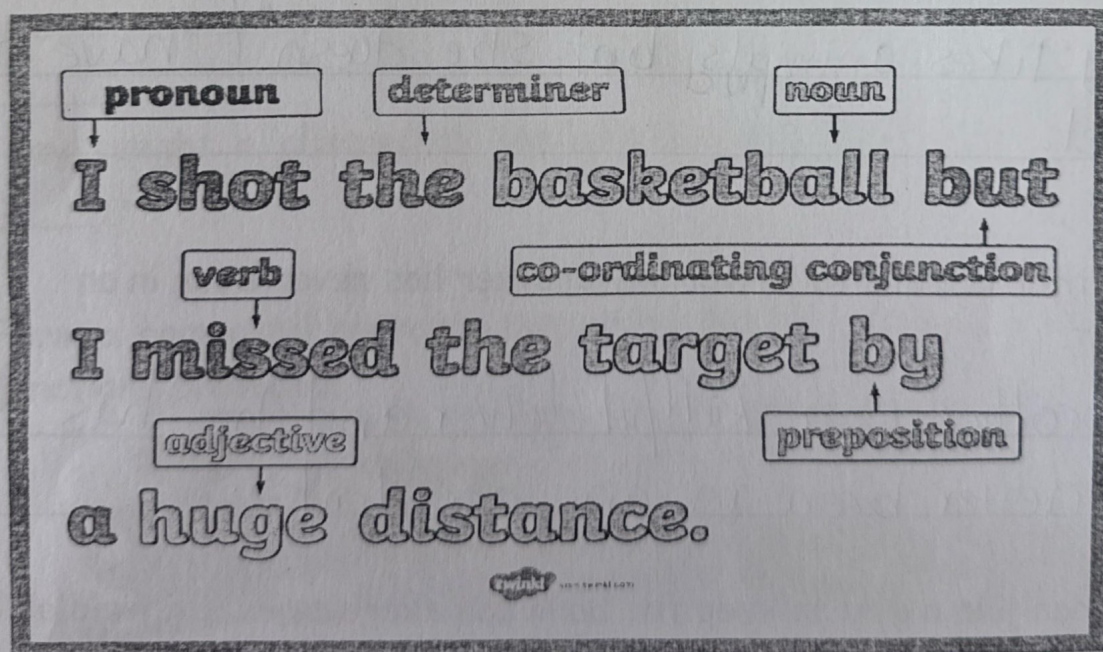 pronoun determiner noun
I shot the basketball but
verb co-ordinating conjunction
I missed the target by
adjective preposition
a huge distance.
twinkl